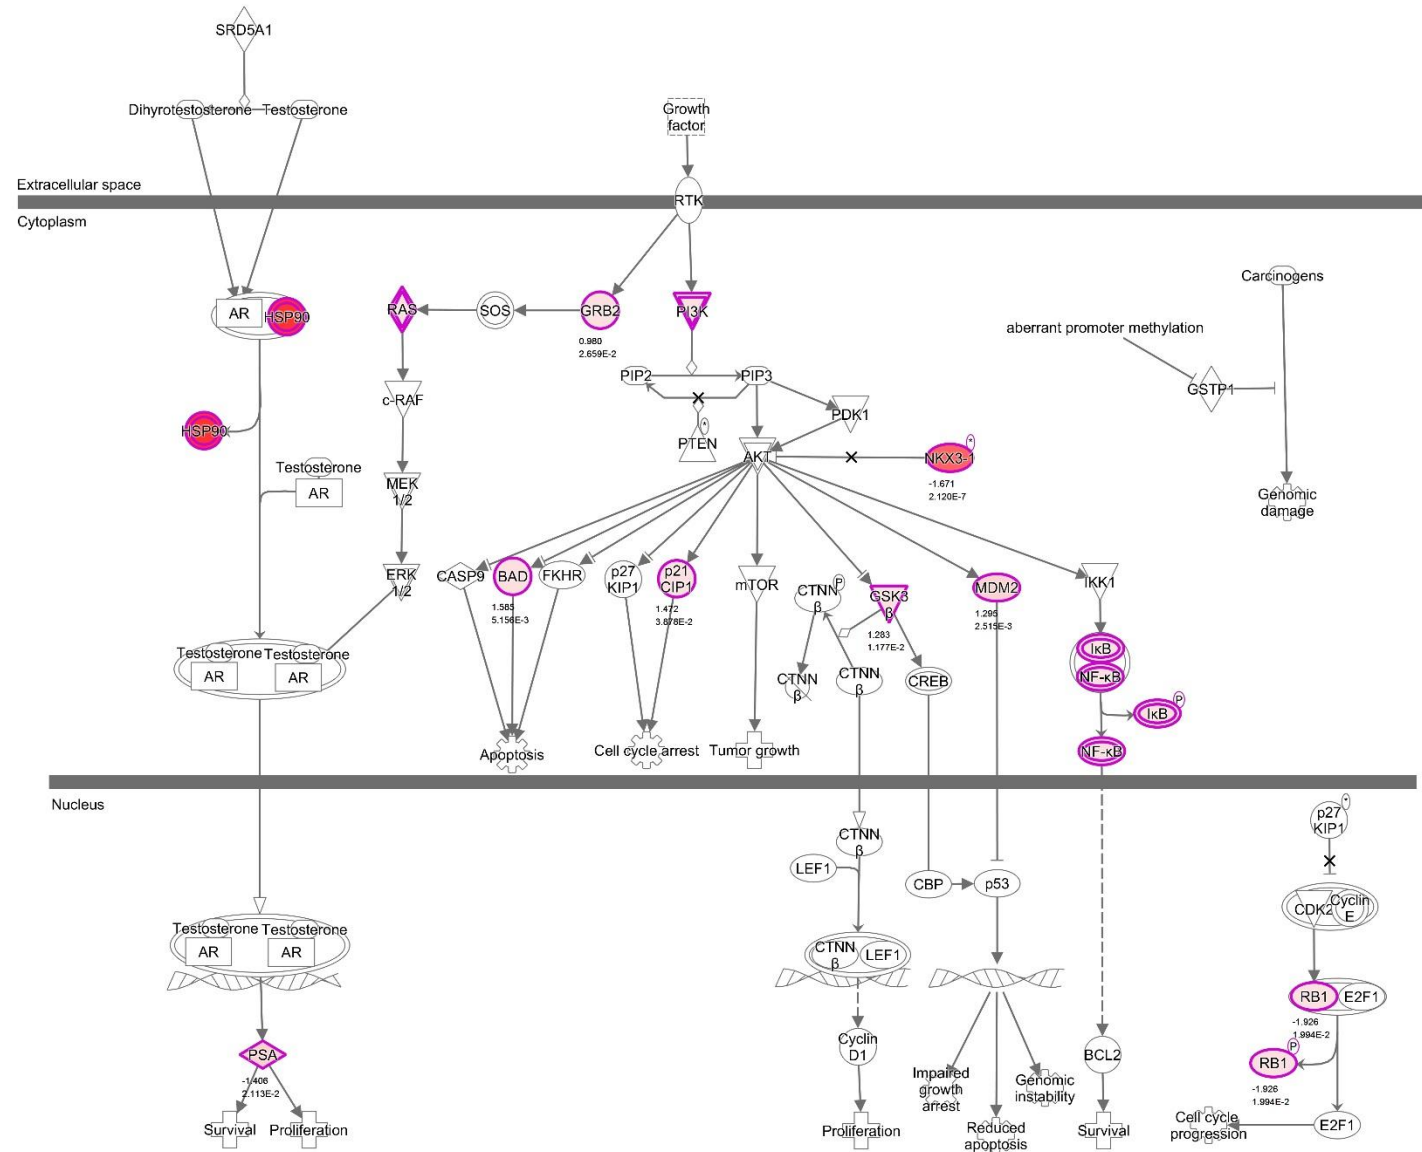 SRD5A1
Dihyrotestosterone
Testosterone
Growth
factor
Extracellular space
RTK
Cytoplasm
Carcinogens
AR
HSP90
RAS
SOS
GRB2
PI3K
0.980
2.659E-2
aberrant promoter methylation
PIP2
PIP3
GSTP1
c-RAF
PDK1
HSP90
PTEN
*
AKT
NKX3-1
*
-1.671
2.120E-7
Testosterone
AR
MEK
1/2
Genomic
damage
ERK
1/2
CASP9
BAD
1.585
5.156E-3
FKHR
p27
KIP1
p21
CIP1
1.472
3.878E-2
mTOR
CTNN
β
P
GSK3
β
1.283
1.177E-2
MDM2
1.295
2.515E-3
IKK1
Testosterone
Testosterone
AR
AR
CTNN
β
CTNN
β
CREB
IκB
NF-κB
IκB
P
NF-κB
Apoptosis
Cell cycle arrest
Tumor growth
Nucleus
CTNN
β
LEF1
CBP
p53
p27
KIP1
*
CDK2
Cyclin
E
Testosterone
Testosterone
AR
AR
CTNN
β
LEF1
RB1
E2F1
-1.926
1.994E-2
PSA
-1.406
2.113E-2
Cyclin
D1
BCL2
RB1
P
-1.926
1.994E-2
Impaired
growth
arrest
Genomic
instability
Survival
Proliferation
Proliferation
Reduced
apoptosis
Survival
Cell cycle
progression
E2F1